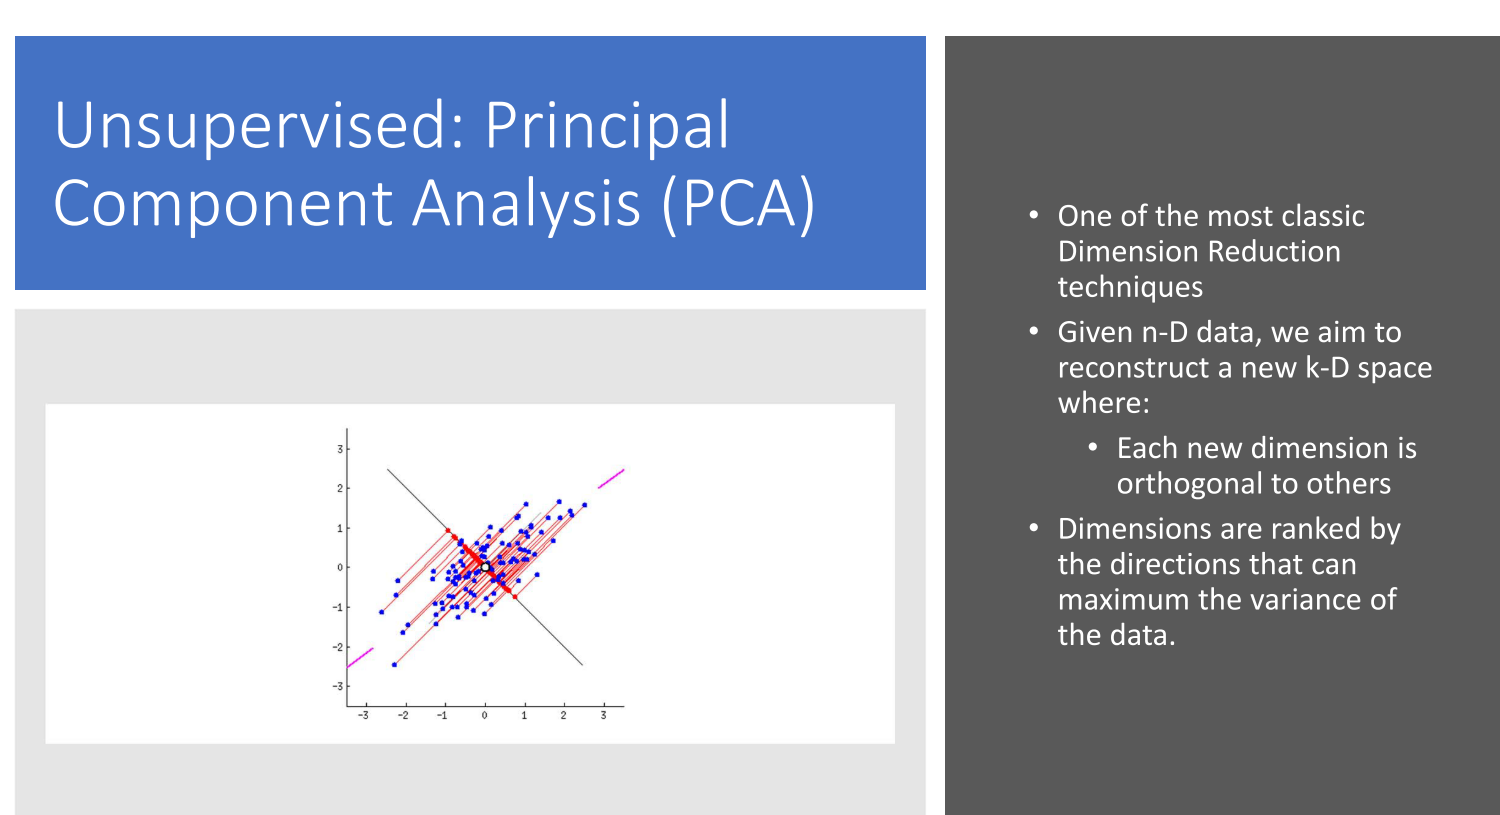 Unsupervised: Principal
Component Analysis (PCA)
3
2
1
0
-1
-2
-3
-3 -2 -1 0 1 2 3
• One of the most classic
Dimension Reduction
techniques
• Given n-D data, we aim to
reconstruct a new k-D space
where:
• Each new dimension is
orthogonal to others
• Dimensions are ranked by
the directions that can
maximum the variance of
the data.